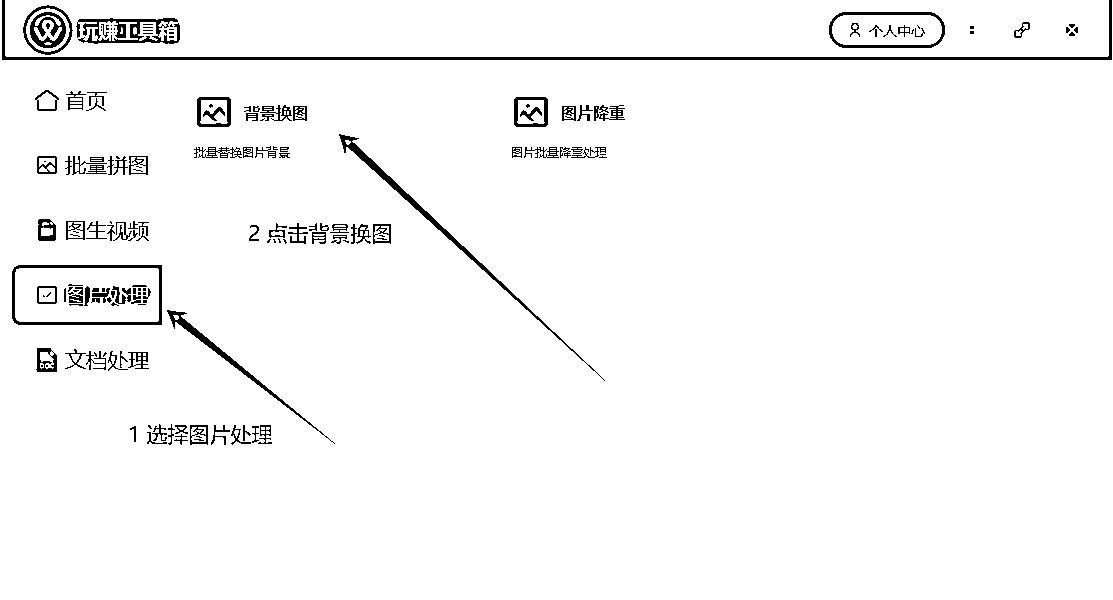 玩赚工具箱
个人中心
首页
批量拼图
图生视频
图片处理
文档处理
背景换图
批量替换图片背景
图片降重
图片批量降重处理
2 点击背景换图
1 选择图片处理